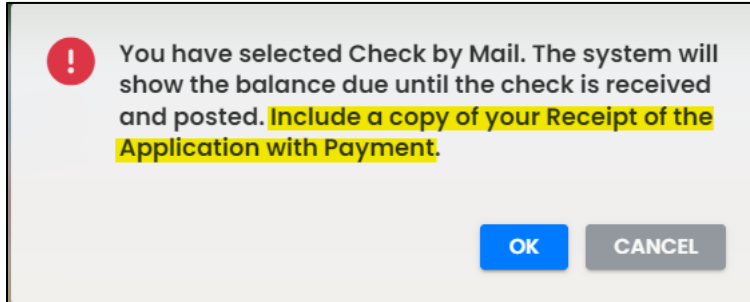 !
You have selected Check by Mail. The system will
show the balance due until the check is received
and posted. Include a copy of your Receipt of the
Application with Payment.
OK CANCEL